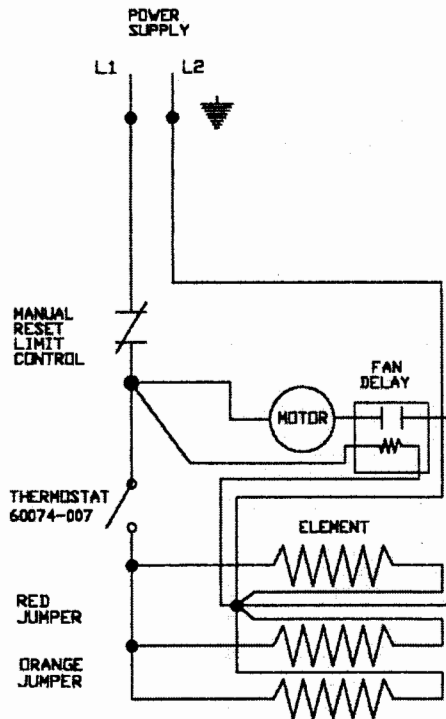 POWER
SUPPLY
L1
L2
MANUAL
RESET
LIMIT
CONTROL
FAN
DELAY
MOTOR
THERMOSTAT
60074-007
ELEMENT
RED
JUMPER
ORANGE
JUMPER